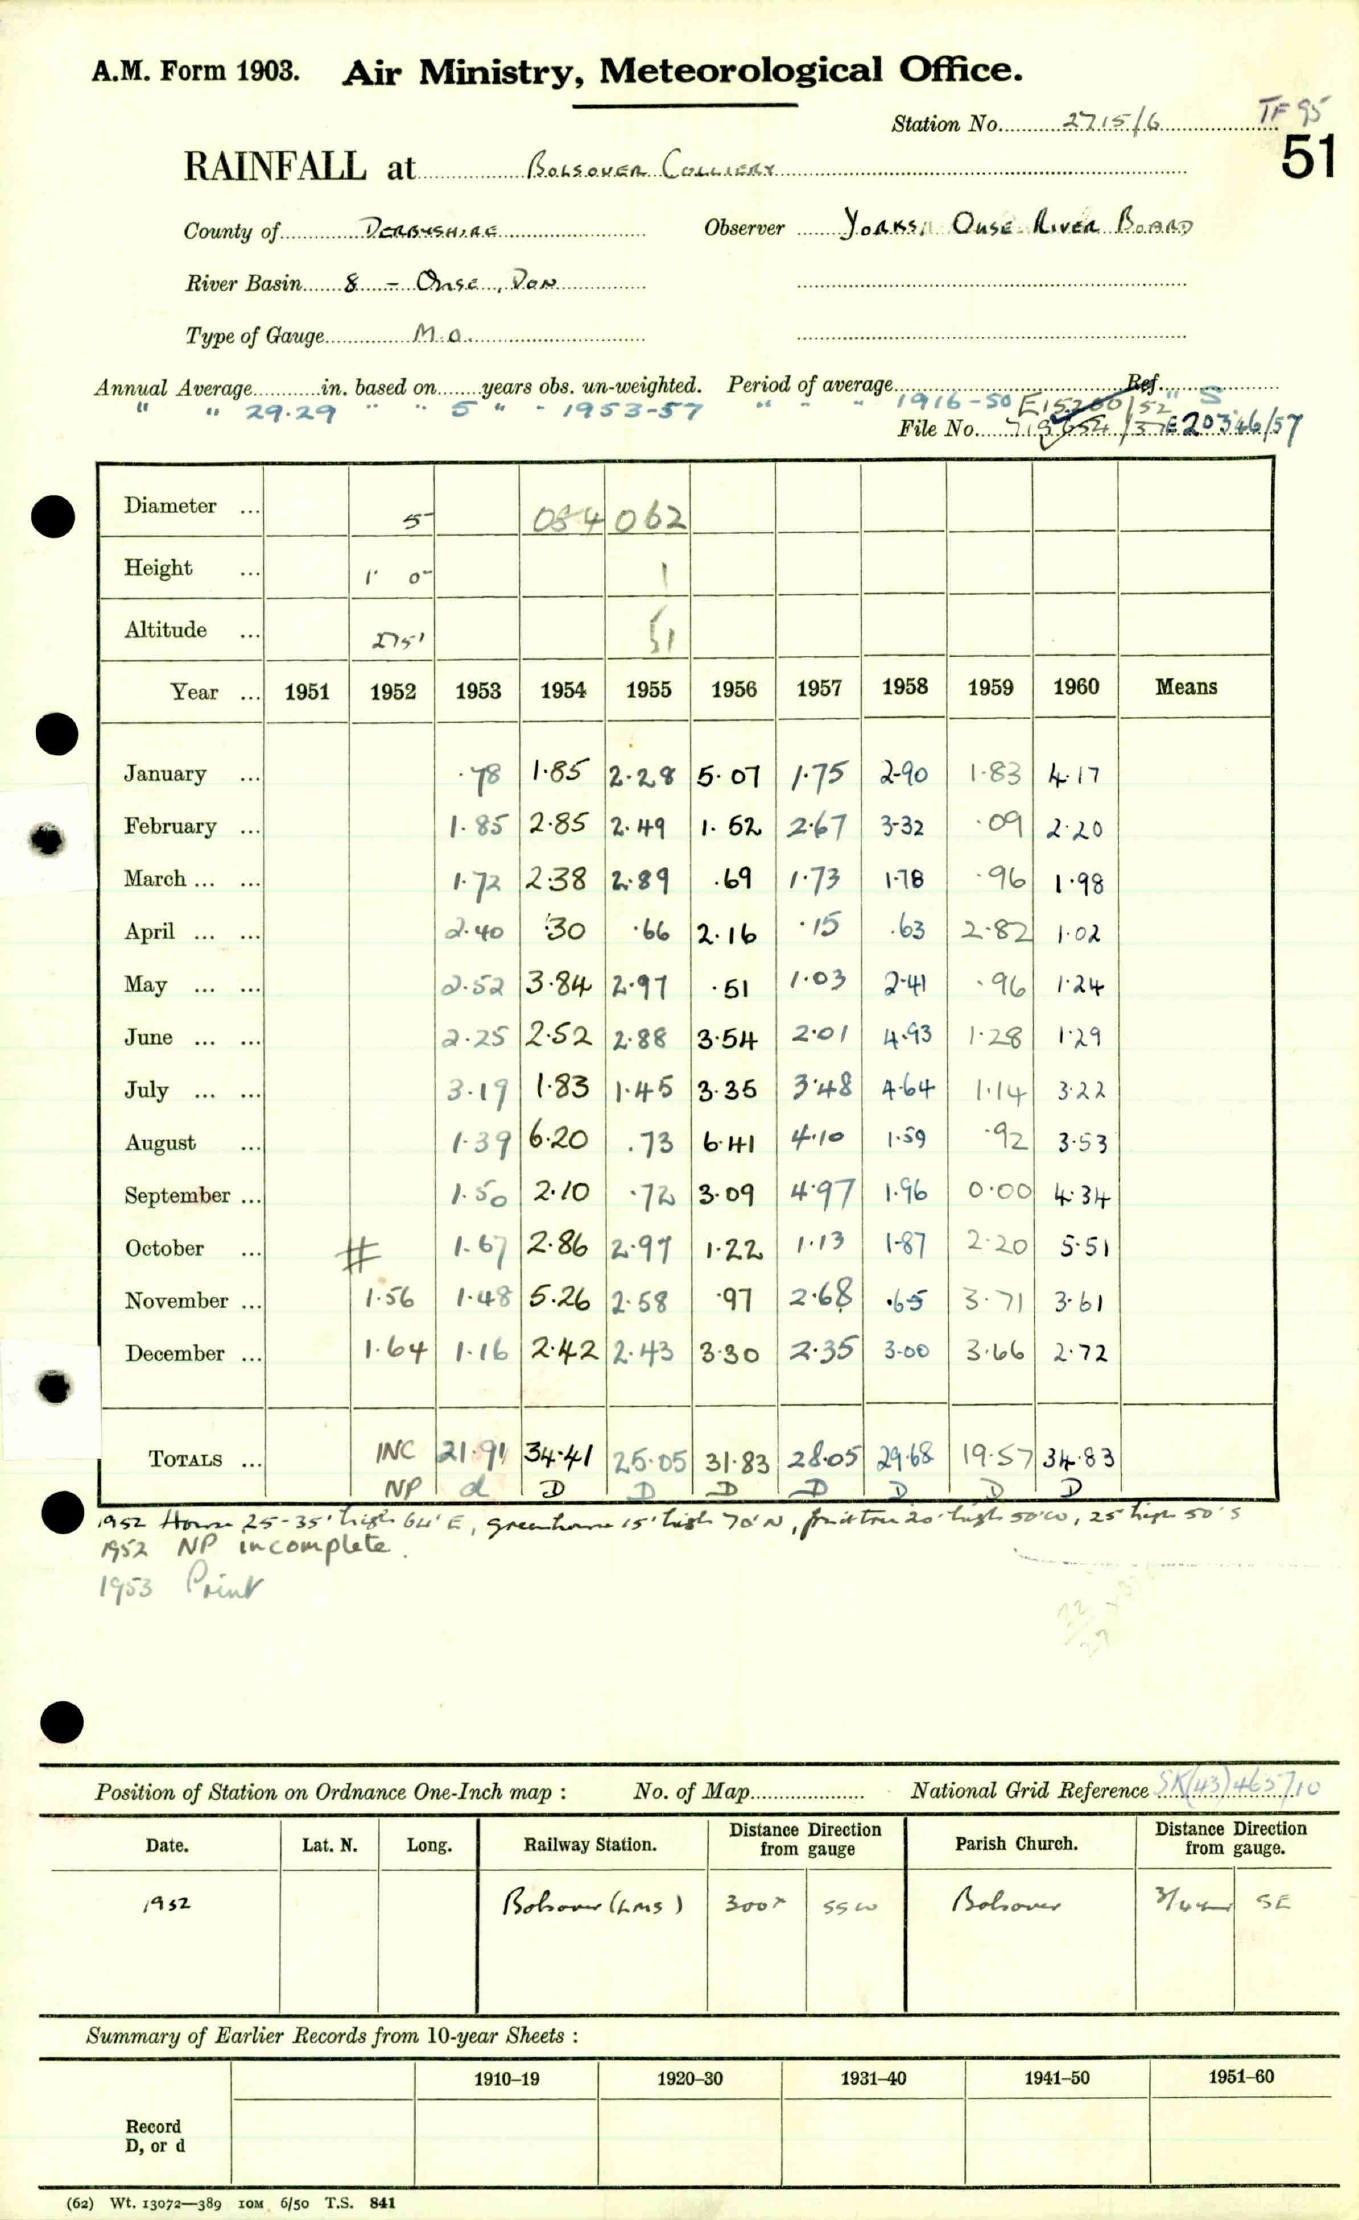 A.M. Form 1903. Air Ministry, Meteorological Office.
Station No. 2715/6 TF 95
51
RAINFALL at Bolsover Colliery
County of Derbyshire Observer Yorks. Ouse River Board
River Basin 8 - Ouse, Don
Type of Gauge M.O.
Annual Average in. based on years obs. un-weighted. Period of average Ref.
" " 29.29 " " 5 " - 1953-57 " " " 1916-50 " S
E15200/52
File No. E20346/57
Diameter ... 5 054 062
Height ... 1' 0" 1
Altitude ... 275' 51
Year ... 1951 1952 1953 1954 1955 1956 1957 1958 1959 1960 Means
January ... .78 1.85 2.28 5.07 1.75 2.90 1.83 4.17
February ... 1.85 2.85 2.49 1.52 2.67 3.32 .09 2.20
March ... ... 1.72 2.38 2.89 .69 1.73 1.78 .96 1.98
April ... ... 2.40 .30 .66 2.16 .15 .63 2.82 1.02
May ... ... 2.52 3.84 2.97 .51 1.03 2.41 .96 1.24
June ... ... 2.25 2.52 2.88 3.54 2.01 4.93 1.28 1.29
July ... ... 3.19 1.83 1.45 3.35 3.48 4.64 1.14 3.22
August ... 1.39 6.20 .73 6.41 4.10 1.59 .92 3.53
September ... 1.50 2.10 .72 3.09 4.97 1.96 0.00 4.34
October ... # 1.67 2.86 2.97 1.22 1.13 1.87 2.20 5.51
November ... 1.56 1.48 5.26 2.58 .97 2.68 .65 3.71 3.61
December ... 1.64 1.16 2.42 2.43 3.30 2.35 3.00 3.66 2.72
TOTALS ... INC 21.91 34.41 25.05 31.83 28.05 29.68 19.57 34.83
NP d D D D D D D D
1952 House 25-35' high 64' E, greenhouse 15' high 70' N, fruit tree 20' high 50' W, 25 high 50' S
1952 NP incomplete.
1953 Print
Position of Station on Ordnance One-Inch map : No. of Map National Grid Reference SK(43)465710
Date. Lat. N. Long. Railway Station. Distance from gauge Direction Parish Church. Distance from gauge. Direction
1952 Bolsover (LMS) 300x SSW Bolsover 3/4 SE
Summary of Earlier Records from 10-year Sheets :
1910–19 1920–30 1931–40 1941–50 1951–60
Record
D, or d
(62) Wt. 13072—389 10M 6/50 T.S. 841